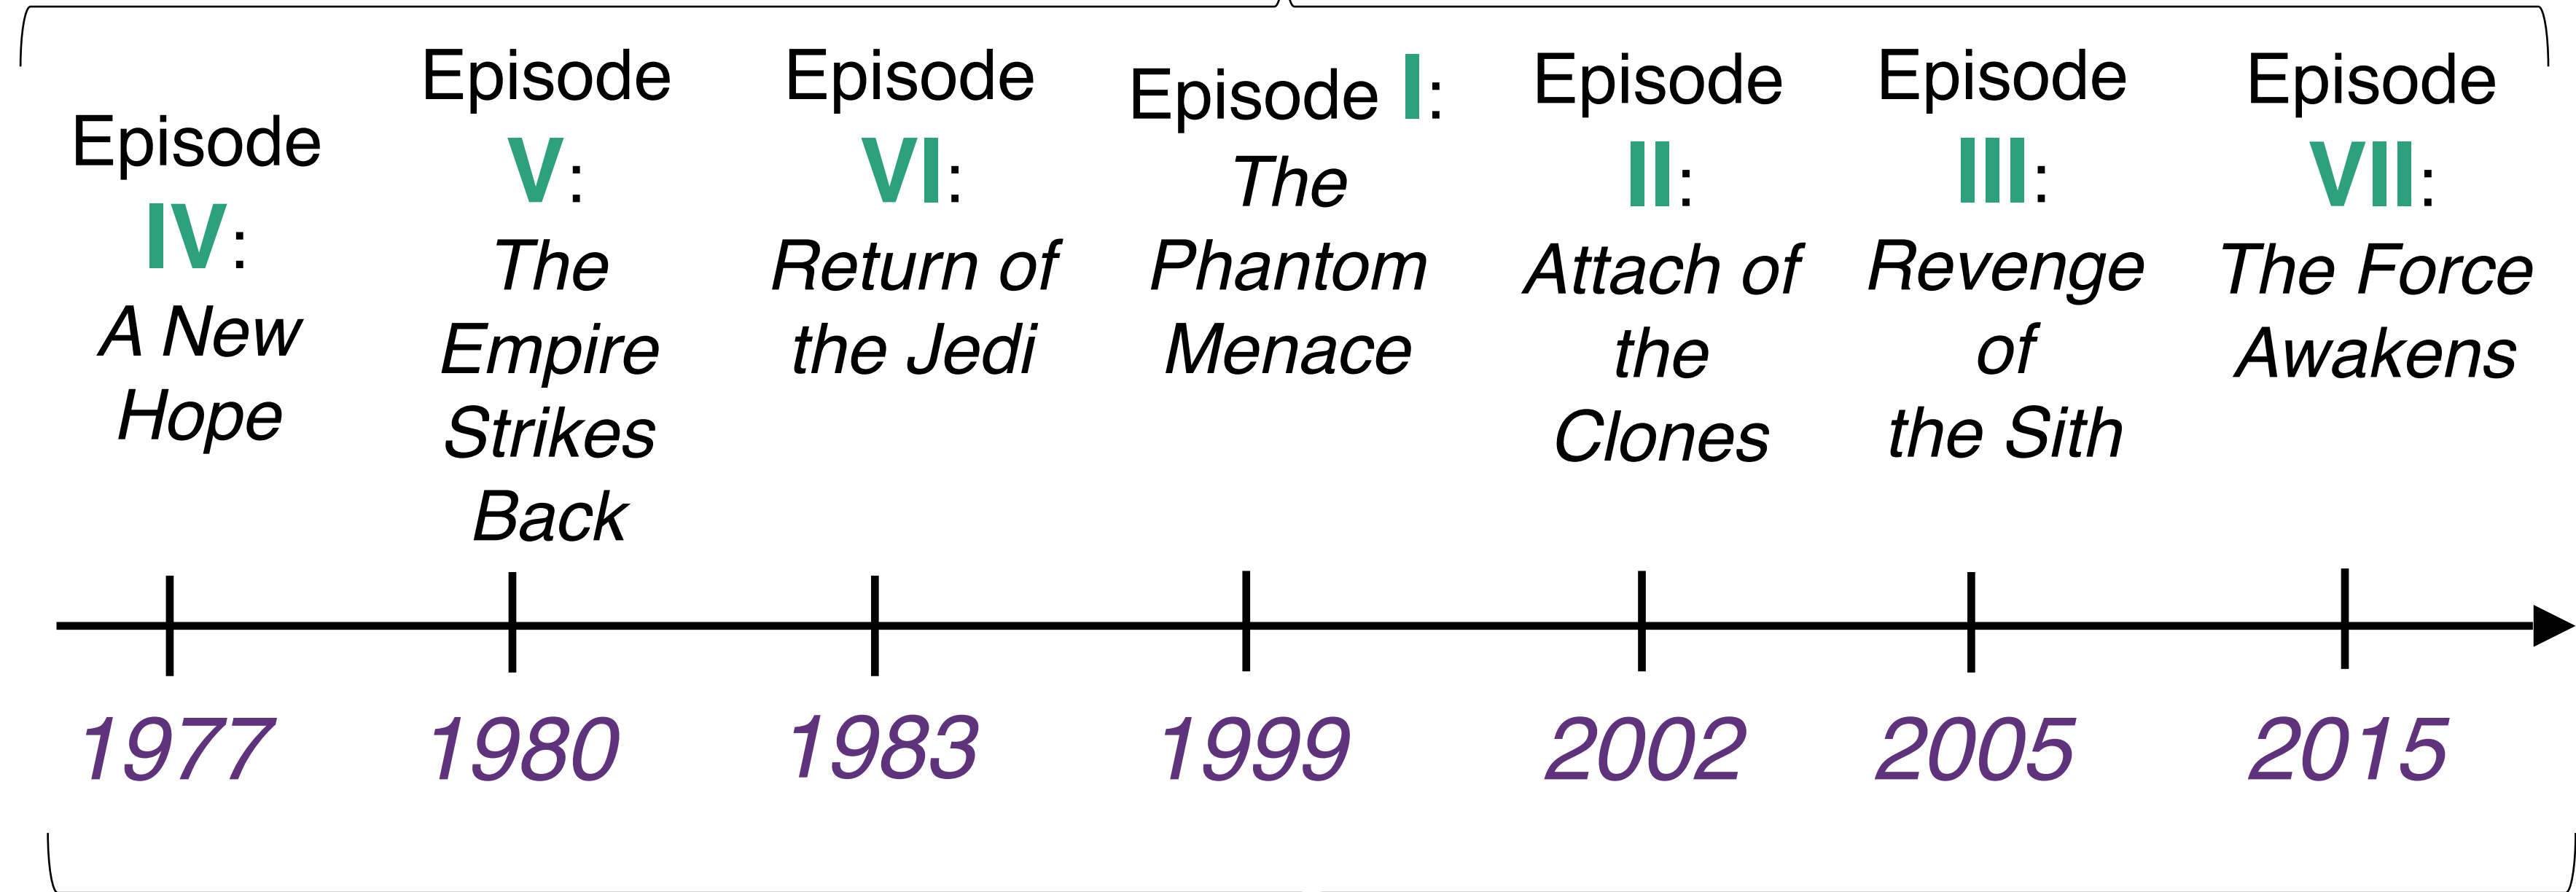 Episode
IV:
A New
Hope
Episode
V:
The
Empire
Strikes
Back
Episode
VI:
Return of
the Jedi
Episode I:
The
Phantom
Menace
Episode
II:
Attach of
the
Clones
Episode
III:
Revenge
of
the Sith
Episode
VII:
The Force
Awakens
1977
1980
1983
1999
2002
2005
2015